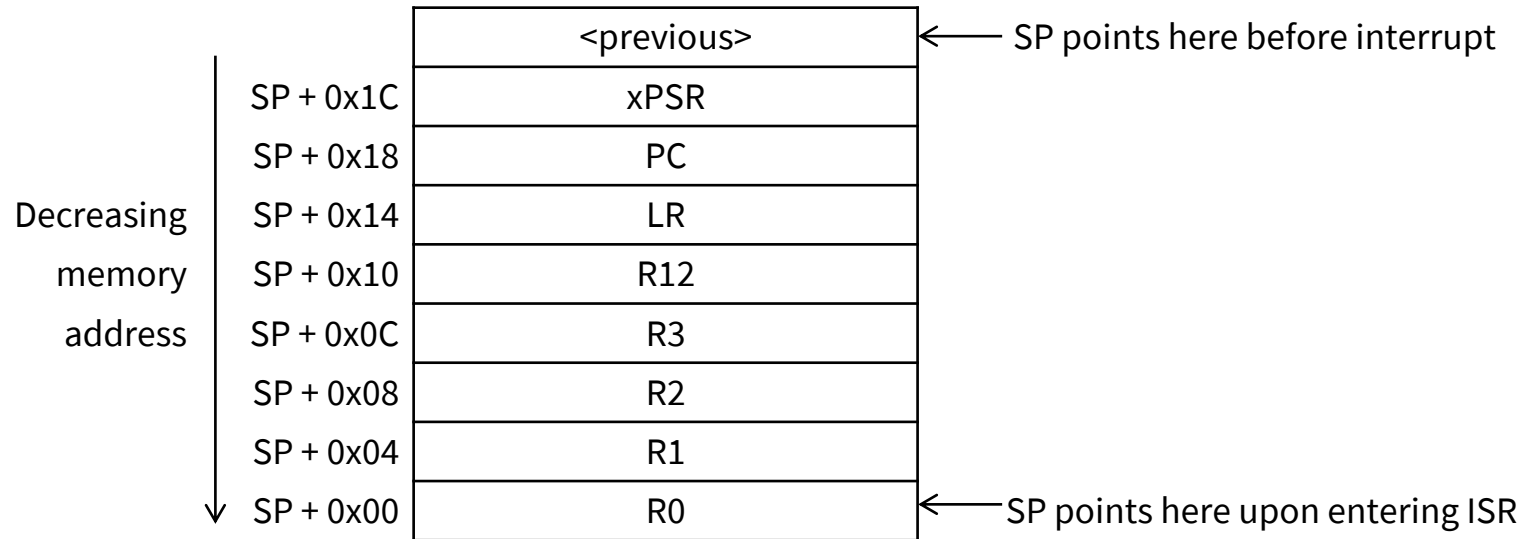 <previous> SP points here before interrupt
SP + 0x1C xPSR
SP + 0x18 PC
Decreasing SP + 0x14 LR
memory SP + 0x10 R12
address SP + 0x0C R3
SP + 0x08 R2
SP + 0x04 R1
SP + 0x00 R0 SP points here upon entering ISR